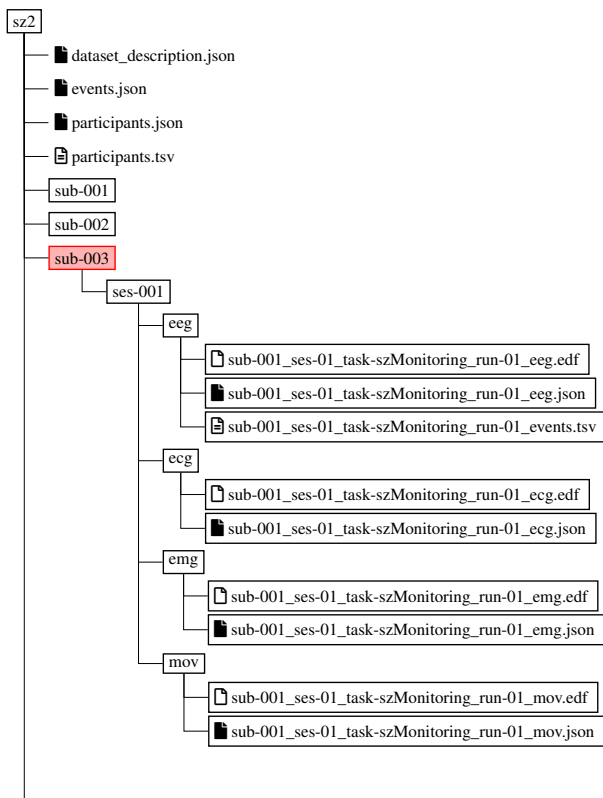 sz2
dataset_description.json
events.json
participants.json
participants.tsv
sub-001
sub-002
sub-003
ses-001
eeg
sub-001_ses-01_task-szMonitoring_run-01_eeg.edf
sub-001_ses-01_task-szMonitoring_run-01_eeg.json
sub-001_ses-01_task-szMonitoring_run-01_events.tsv
ecg
sub-001_ses-01_task-szMonitoring_run-01_ecg.edf
sub-001_ses-01_task-szMonitoring_run-01_ecg.json
emg
sub-001_ses-01_task-szMonitoring_run-01_emg.edf
sub-001_ses-01_task-szMonitoring_run-01_emg.json
mov
sub-001_ses-01_task-szMonitoring_run-01_mov.edf
sub-001_ses-01_task-szMonitoring_run-01_mov.json